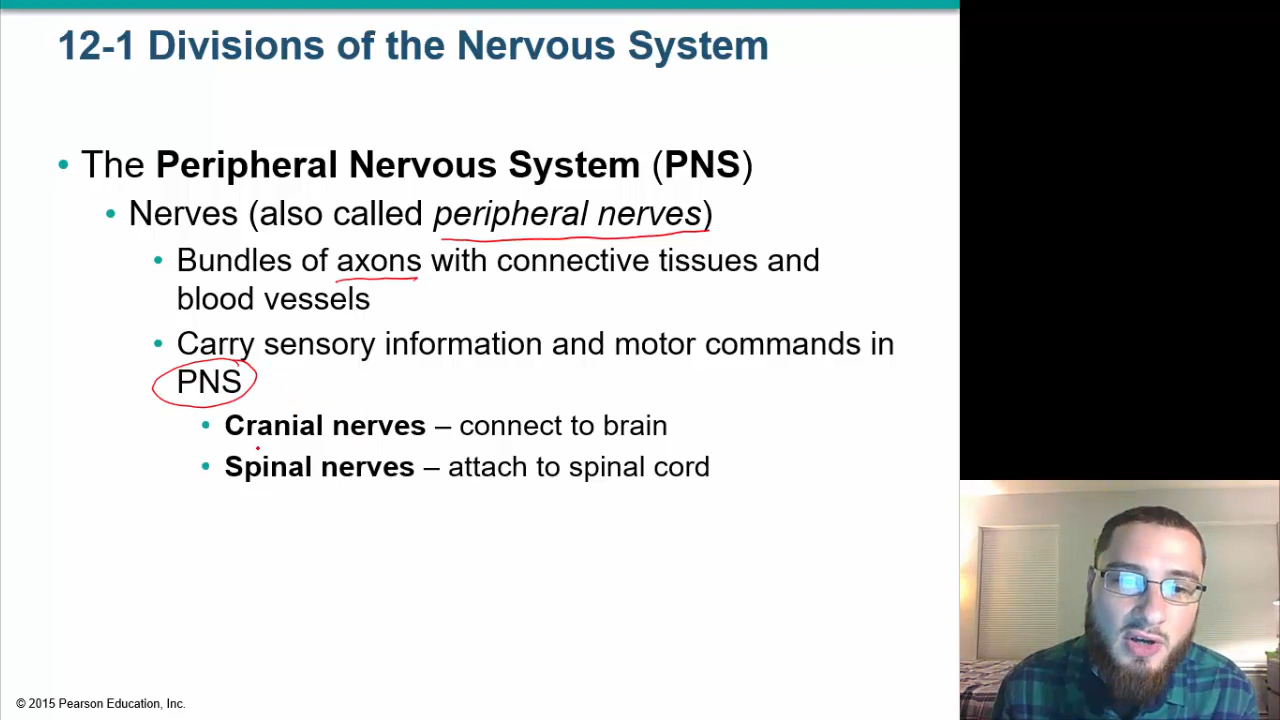 12-1 Divisions of the Nervous System
• The Peripheral Nervous System (PNS)
• Nerves (also called peripheral nerves)
• Bundles of axons with connective tissues and
blood vessels
• Carry sensory information and motor commands in
PNS
• Cranial nerves – connect to brain
• Spinal nerves – attach to spinal cord
© 2015 Pearson Education, Inc.